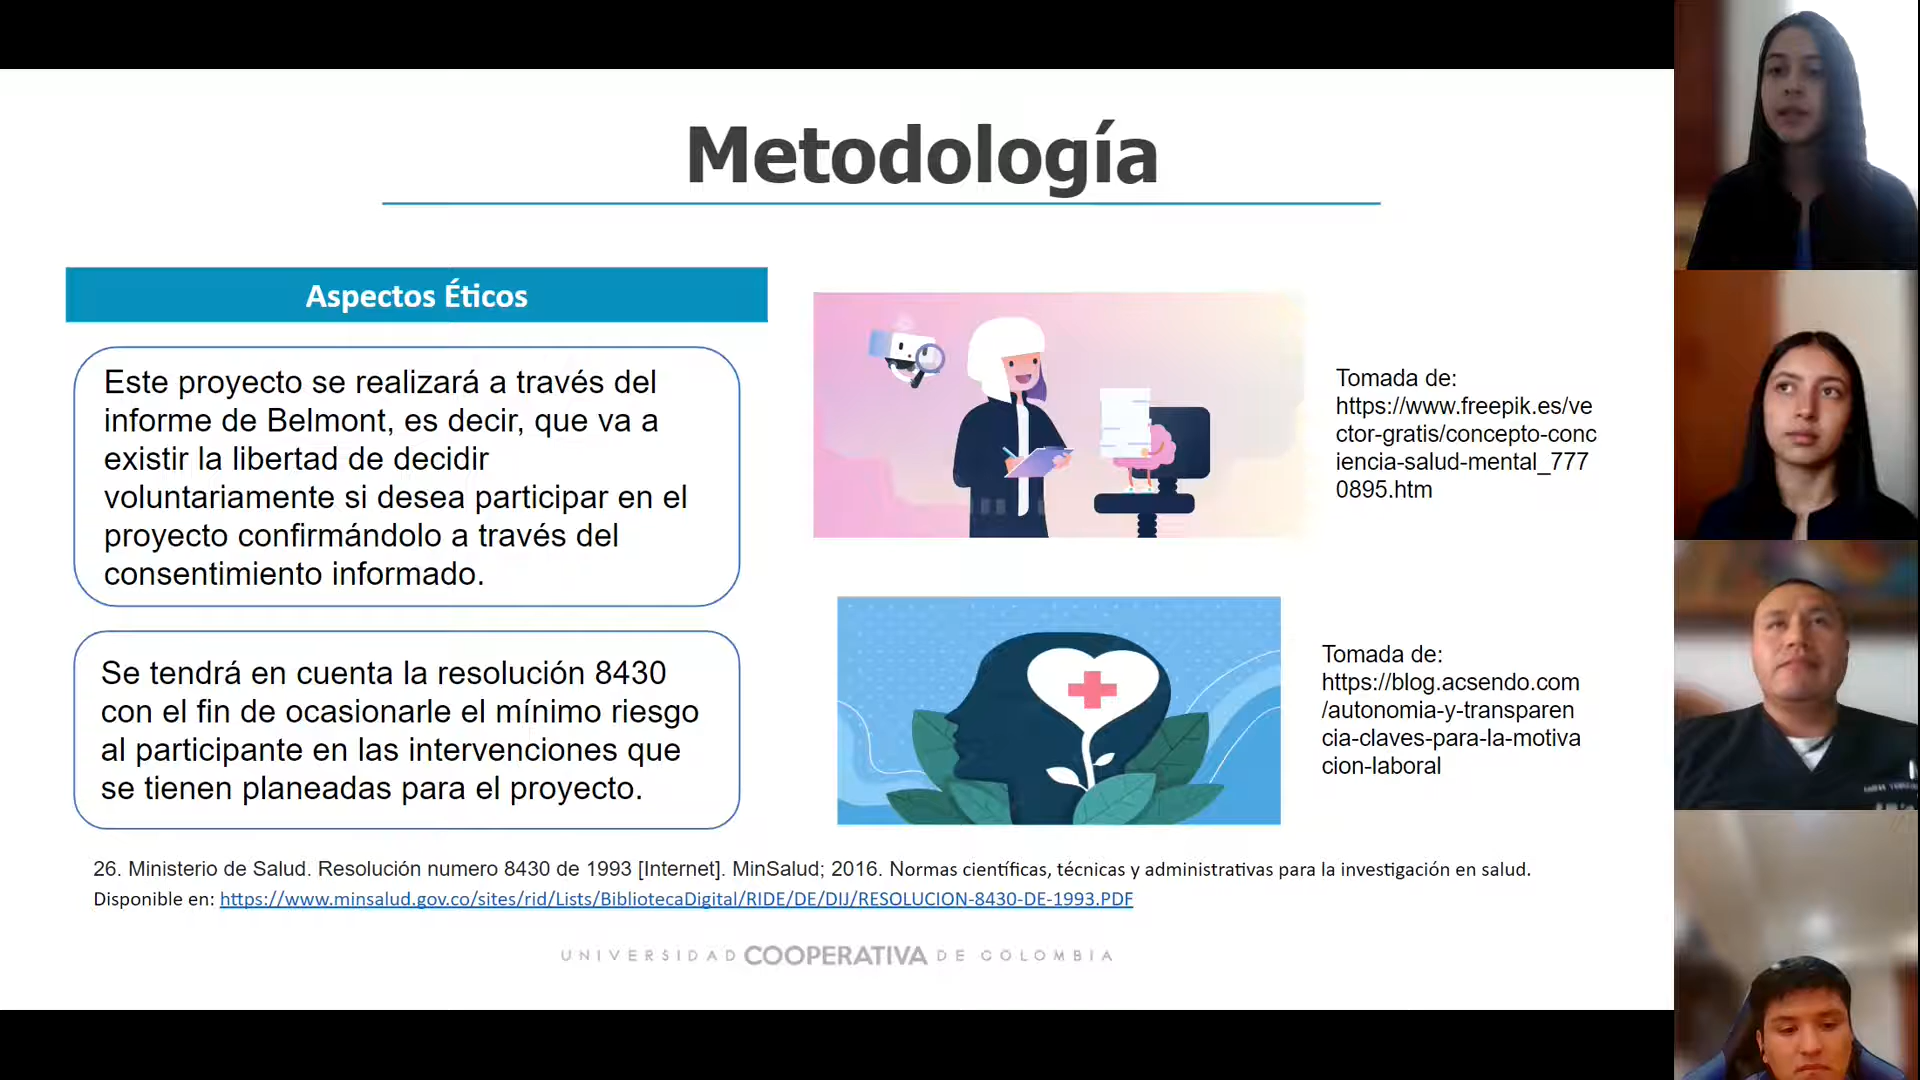 Metodología
Aspectos Éticos
Este proyecto se realizará a través del
informe de Belmont, es decir, que va a
existir la libertad de decidir
voluntariamente si desea participar en el
proyecto confirmándolo a través del
consentimiento informado.
Se tendrá en cuenta la resolución 8430
con el fin de ocasionarle el mínimo riesgo
al participante en las intervenciones que
se tienen planeadas para el proyecto.
Tomada de:
https://www.freepik.es/ve
ctor-gratis/concepto-conc
iencia-salud-mental_777
0895.htm
Tomada de:
https://blog.acsendo.com
/autonomia-y-transparen
cia-claves-para-la-motiva
cion-laboral
26. Ministerio de Salud. Resolución numero 8430 de 1993 [Internet]. MinSalud; 2016. Normas científicas, técnicas y administrativas para la investigación en salud.
Disponible en: https://www.minsalud.gov.co/sites/rid/Lists/BibliotecaDigital/RIDE/DE/DIJ/RESOLUCION-8430-DE-1993.PDF
UNIVERSIDAD COOPERATIVA DE COLOMBIA